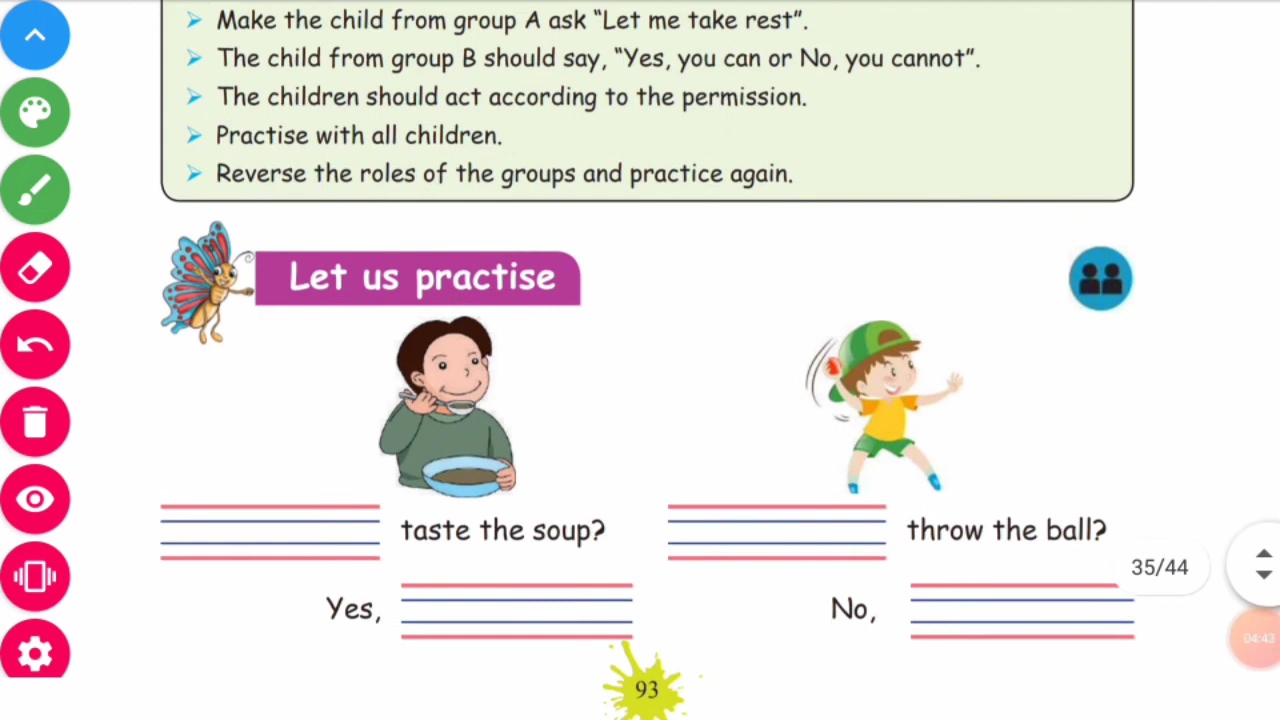 Make the child from group A ask “Let me take rest”.
The child from group B should say, “Yes, you can or No, you cannot”.
The children should act according to the permission.
Practise with all children.
Reverse the roles of the groups and practice again.
Let us practise
taste the soup?
Yes,
throw the ball?
No,
35/44
04:43
93